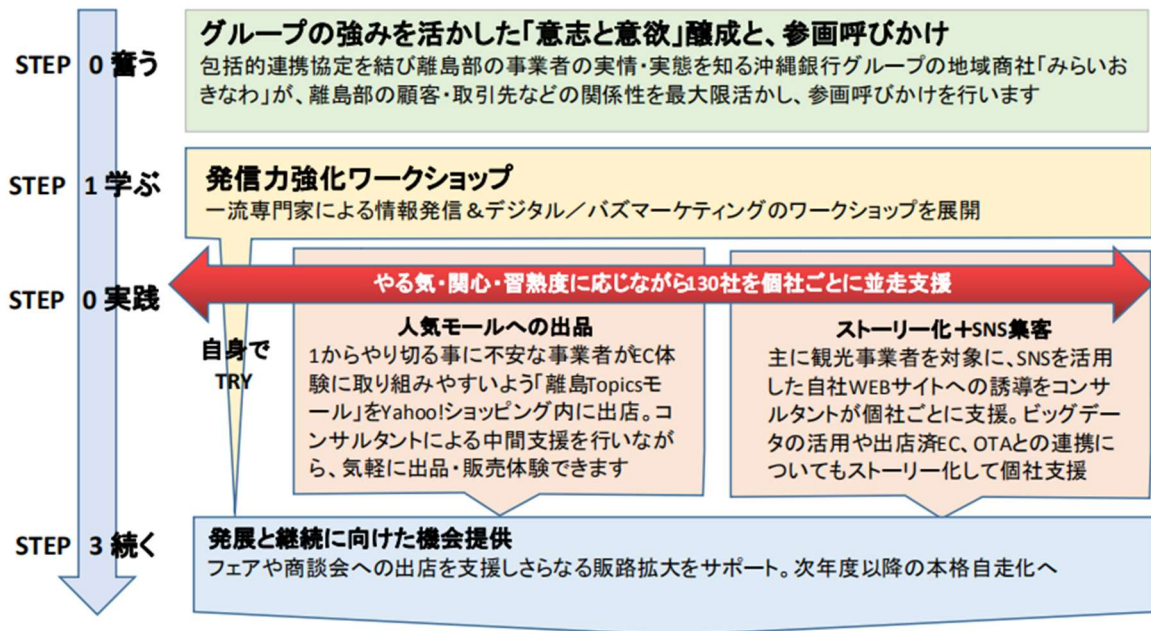 STEP 0 奮う
グループの強みを活かした「意志と意欲」醸成と、参画呼びかけ
包括的連携協定を結び離島部の事業者の実情・実態を知る沖縄銀行グループの地域商社「みらいお
きなわ」が、離島部の顧客・取引先などの関係性を最大限活かし、参画呼びかけを行います
STEP 1 学ぶ
発信力強化ワークショップ
一流専門家による情報発信＆デジタル／バズマーケティングのワークショップを展開
STEP 0 実践
やる気・関心・習熟度に応じながら130社を個社ごとに並走支援
自身で
TRY
人気モールへの出品
1からやり切る事に不安な事業者がEC体
験に取り組みやすいよう「離島Topicsモ
ール」をYahoo!ショッピング内に出店。コ
ンサルタントによる中間支援を行いなが
ら、気軽に出品・販売体験できます
ストーリー化＋SNS集客
主に観光事業者を対象に、SNSを活用
した自社WEBサイトへの誘導をコンサ
ルタントが個社ごとに支援。ビッグデー
タの活用や出店済EC、OTAとの連携に
ついてもストーリー化して個社支援
STEP 3 続く
発展と継続に向けた機会提供
フェアや商談会への出店を支援しさらなる販路拡大をサポート。次年度以降の本格自走化へ